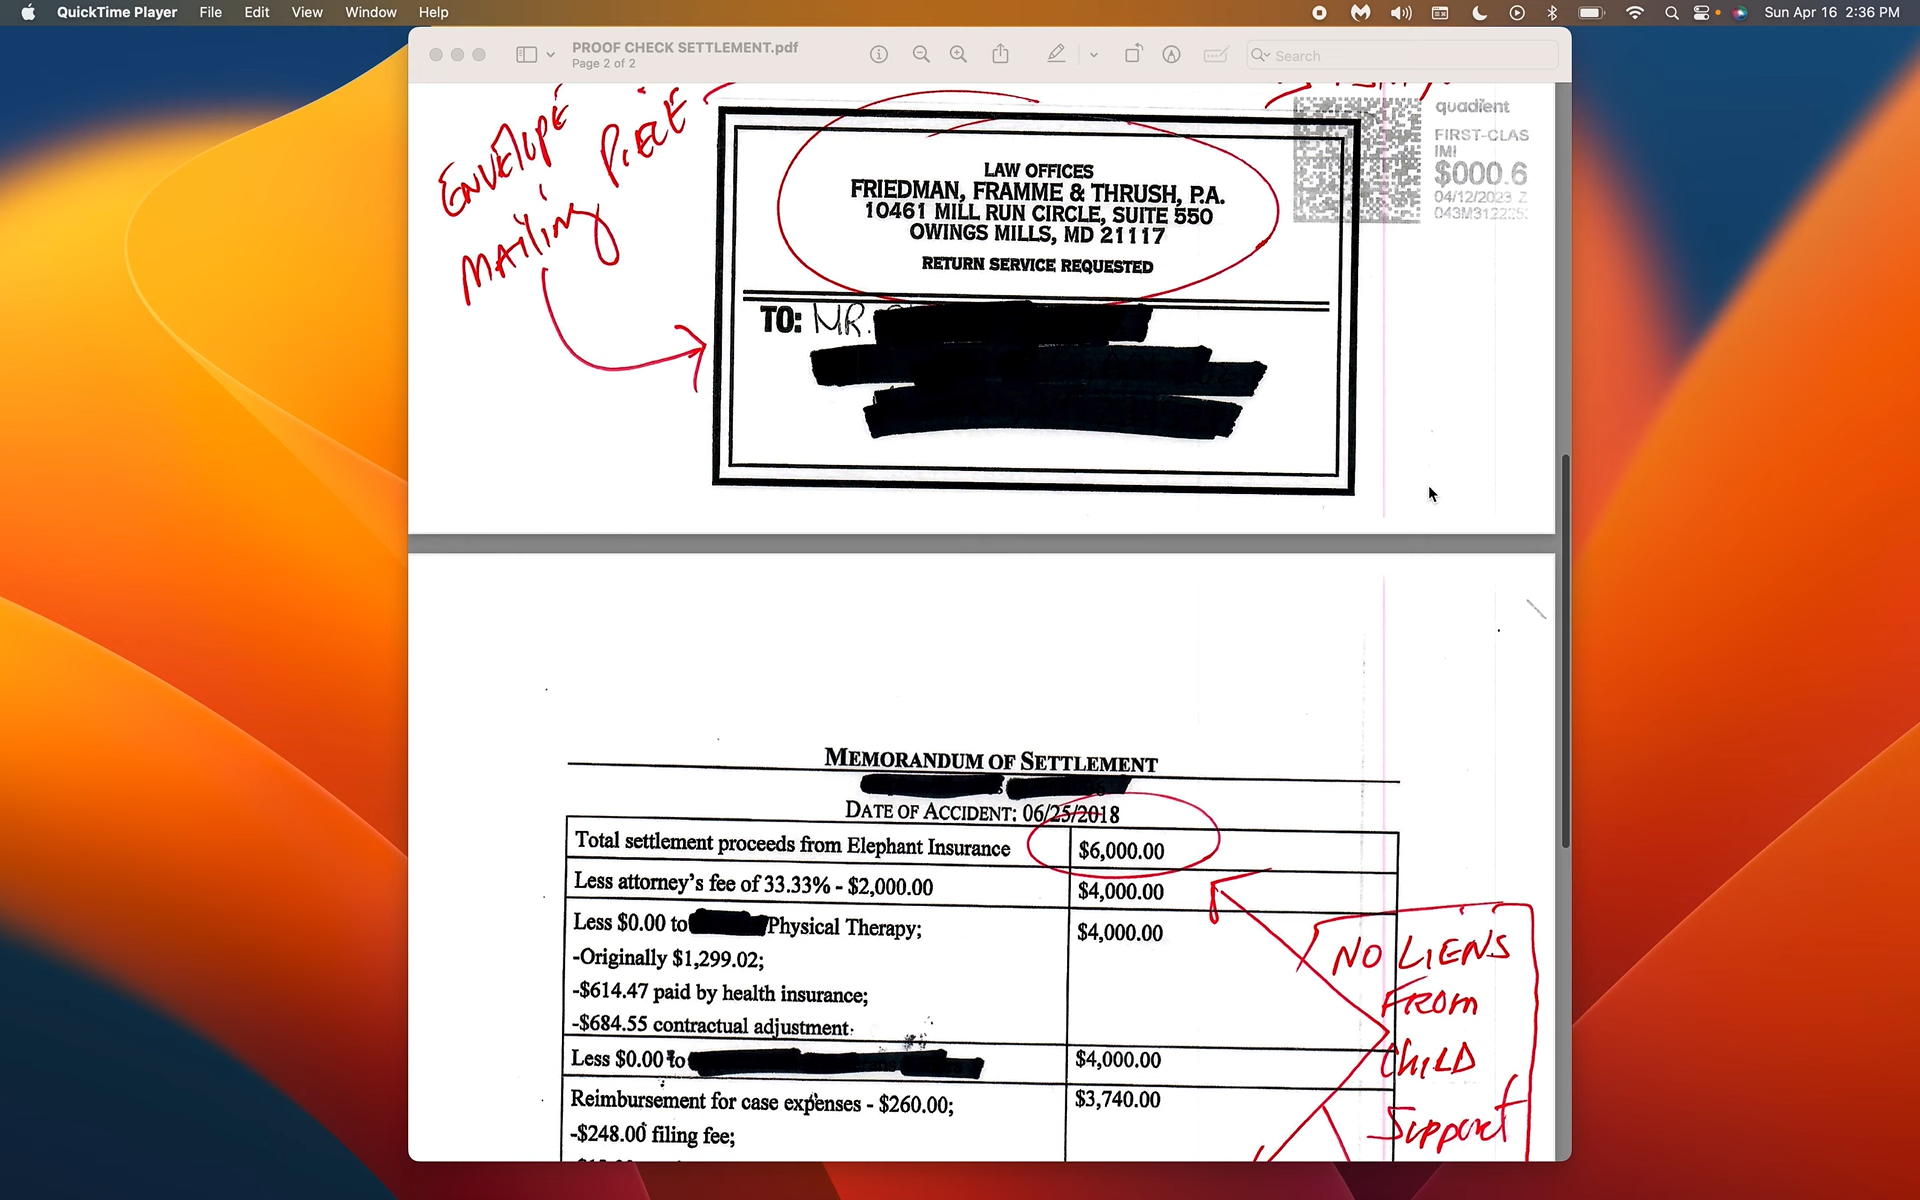 QuickTime Player File Edit View Window Help
Sun Apr 16 2:36 PM
PROOF CHECK SETTLEMENT.pdf
Page 2 of 2
Search
ENVElOPE
MAiliNg PiECE
quadient
FIRST-CLAS
IMI
$000.6
04/12/2023 Z
LAW OFFICES
FRIEDMAN, FRAMME & THRUSH, P.A.
10461 MILL RUN CIRCLE, SUITE 550
OWINGS MILLS, MD 21117
RETURN SERVICE REQUESTED
TO: MR.
MEMORANDUM OF SETTLEMENT
DATE OF ACCIDENT: 06/25/2018
Total settlement proceeds from Elephant Insurance $6,000.00
Less attorney's fee of 33.33% - $2,000.00 $4,000.00
Less $0.00 to Physical Therapy; $4,000.00
-Originally $1,299.02;
-$614.47 paid by health insurance;
-$684.55 contractual adjustment.
Less $0.00 to $4,000.00
Reimbursement for case expenses - $260.00; $3,740.00
-$248.00 filing fee;
NO LIENS
FROM
CHILD
Support